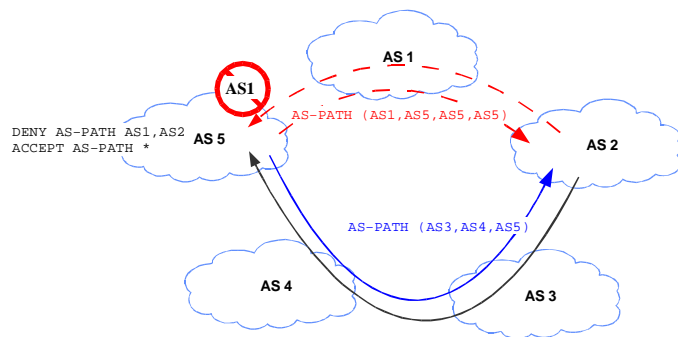 AS 1
AS1
AS-PATH (AS1,AS5,AS5,AS5)
DENY AS-PATH AS1,AS2
ACCEPT AS-PATH *
AS 5
AS 2
AS-PATH (AS3,AS4,AS5)
AS 4
AS 3